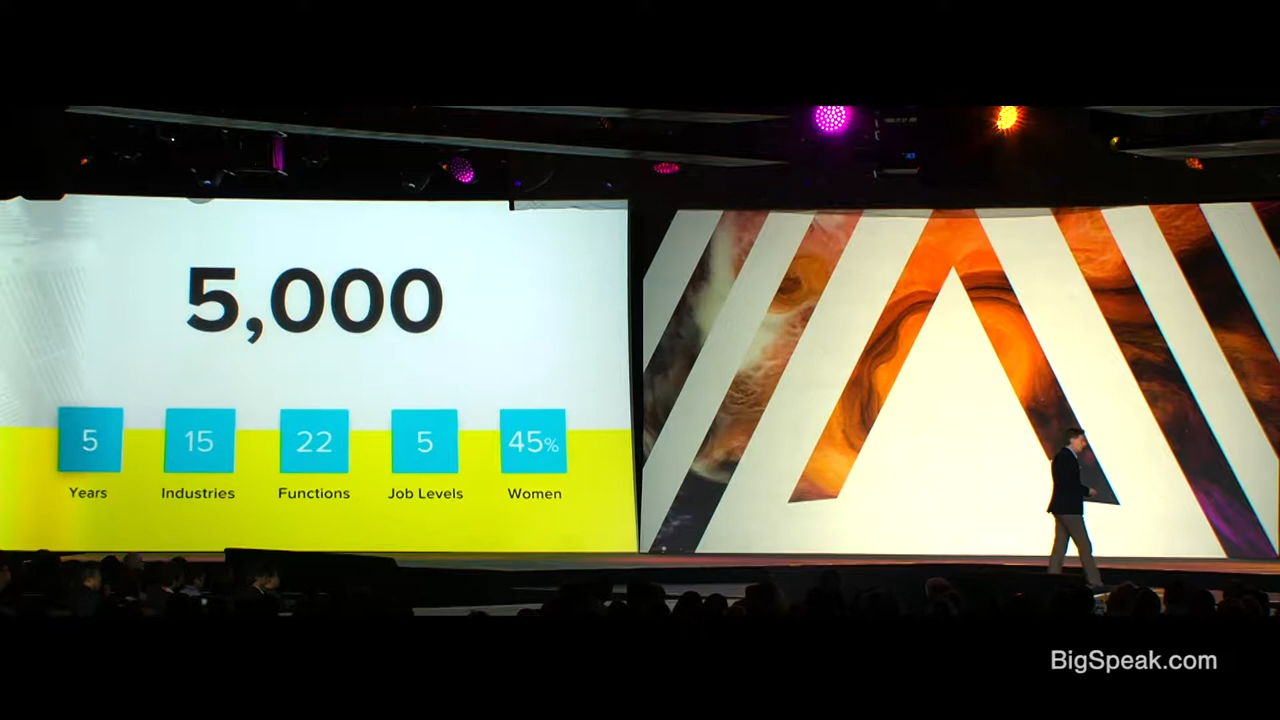 5,000
5
15
22
5
45%
Years
Industries
Functions
Job Levels
Women
BigSpeak.com